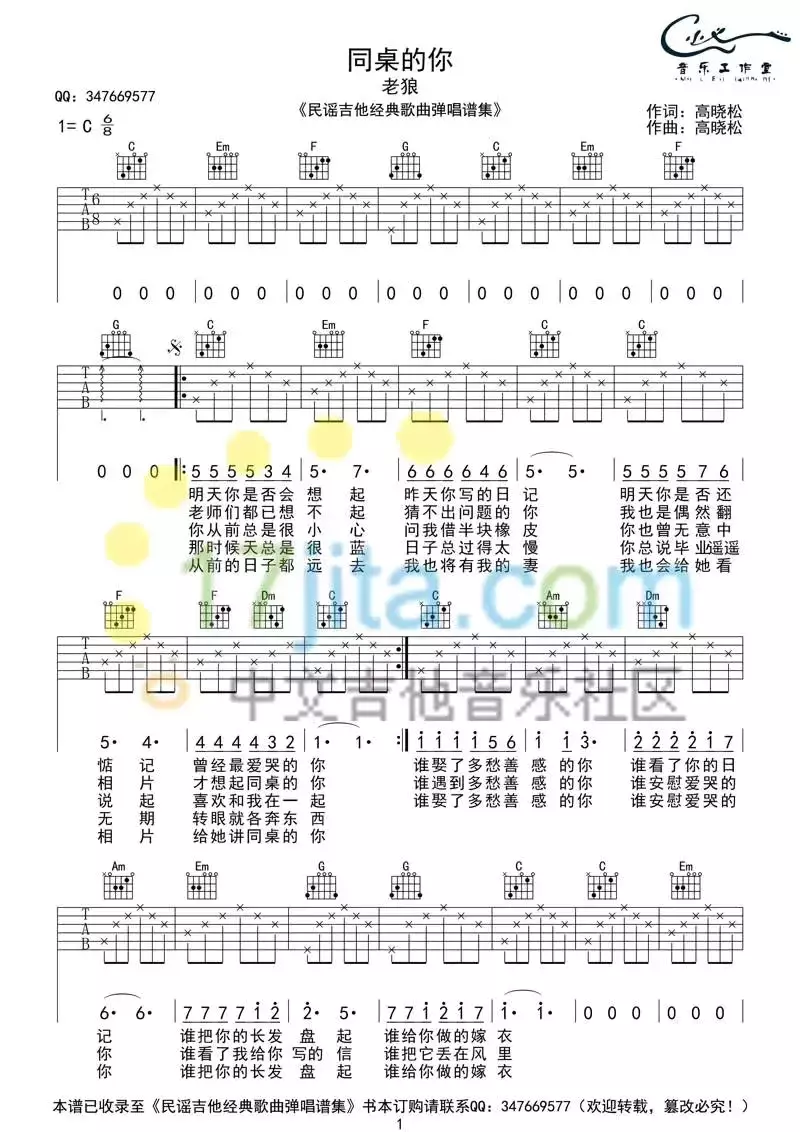 同桌的你
老狼
《民谣吉他经典歌曲弹唱谱集》
音乐工作室
QQ: 347669577
作词：高晓松
作曲：高晓松
1= C 6/8
C Em F G C Em F
T A B 6 8
0 0 0 0 0 0 0 0 0 0 0 0 0 0 0 0 0 0 0 0 0
G C Em F C C
T A B
0 0 0 5 5 5 5 3 4 5· 7· 6 6 6 6 4 6 5· 5· 5 5 5 5 7 6
明天你是否会 想 起 昨天你写的日 记 明天你是否还
老师们都已想 不 起 猜不出问题的 你 我也是偶然翻
你从前总是很 小 心 问我借半块橡 皮 你也曾无意中
那时候天总是 很 蓝 日子总过得太 慢 你总说毕业遥遥
从前的日子都 远 去 我也将有我的 妻 我也会给她看
17jita.com
中文吉他音乐社区
F F Dm C C Am Dm
T A B
5· 4· 4 4 4 4 3 2 1· 1· 1 1 1 1 5 6 1 3· 2 2 2 2 1 7
惦 记 曾经最爱哭的 你 谁娶了多愁善 感 的 你 谁看了你的日
相 片 才想起同桌的 你 谁遇到多愁善 感 的 你 谁安慰爱哭的
说 起 喜欢和我在一 起 谁娶了多愁善 感 的 你 谁安慰爱哭的
无 期 转眼就各奔东 西
相 片 给她讲同桌的 你
Am Em G G C C Em
T A B
6· 6· 7 7 7 7 1 2 2· 5· 7 7 2 2 1 7 1· 1· 0 0 0 0 0 0
记 谁把你的长发 盘 起 谁给你做的嫁 衣
你 谁看了我给你 写的 信 谁把它丢在风 里
你 谁把你的长发 盘 起 谁给你做的嫁 衣
本谱已收录至《民谣吉他经典歌曲弹唱谱集》书本订购请联系QQ: 347669577（欢迎转载，篡改必究！）
1